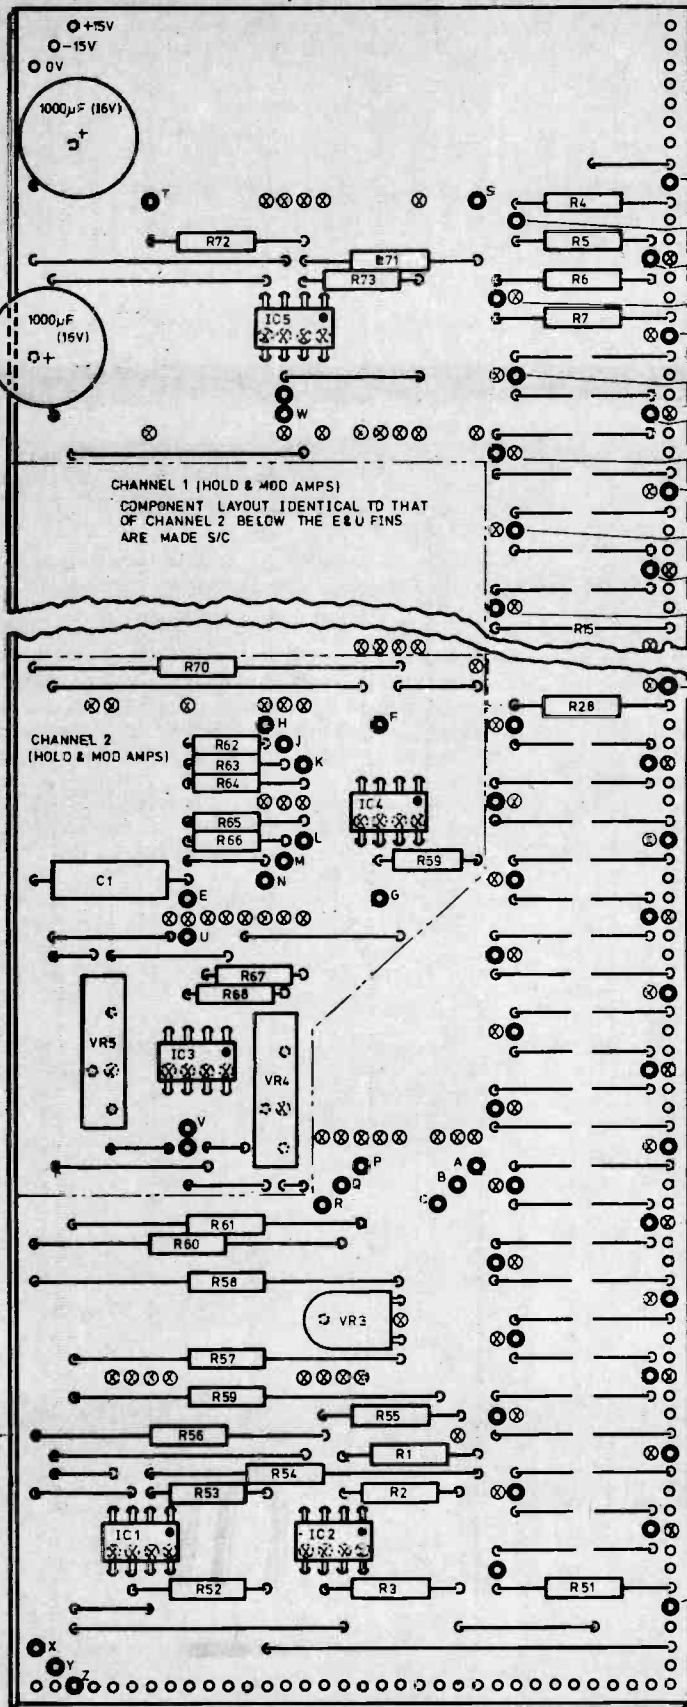 +15V
-15V
0V
1000µF (16V)
+
T
S
R4
R72
R5
R71
R73
R6
1000µF
(16V)
+
IC5
R7
W
CHANNEL 1 (HOLD & MOD AMPS)
COMPONENT LAYOUT IDENTICAL TO THAT
OF CHANNEL 2 BELOW THE E&U FINS
ARE MADE S/C
R15
R70
R28
H
F
CHANNEL 2
(HOLD & MOD AMPS)
R62
J
R63
K
R64
IC4
R65
R66
L
M
R59
C1
N
E
G
U
R67
R68
VR5
IC3
VR4
V
P
A
Q
B
R
C
R61
R60
R58
VR3
R57
R59
R55
R56
R1
R54
R53
R2
IC1
IC2
R52
R3
R51
X
Y
Z